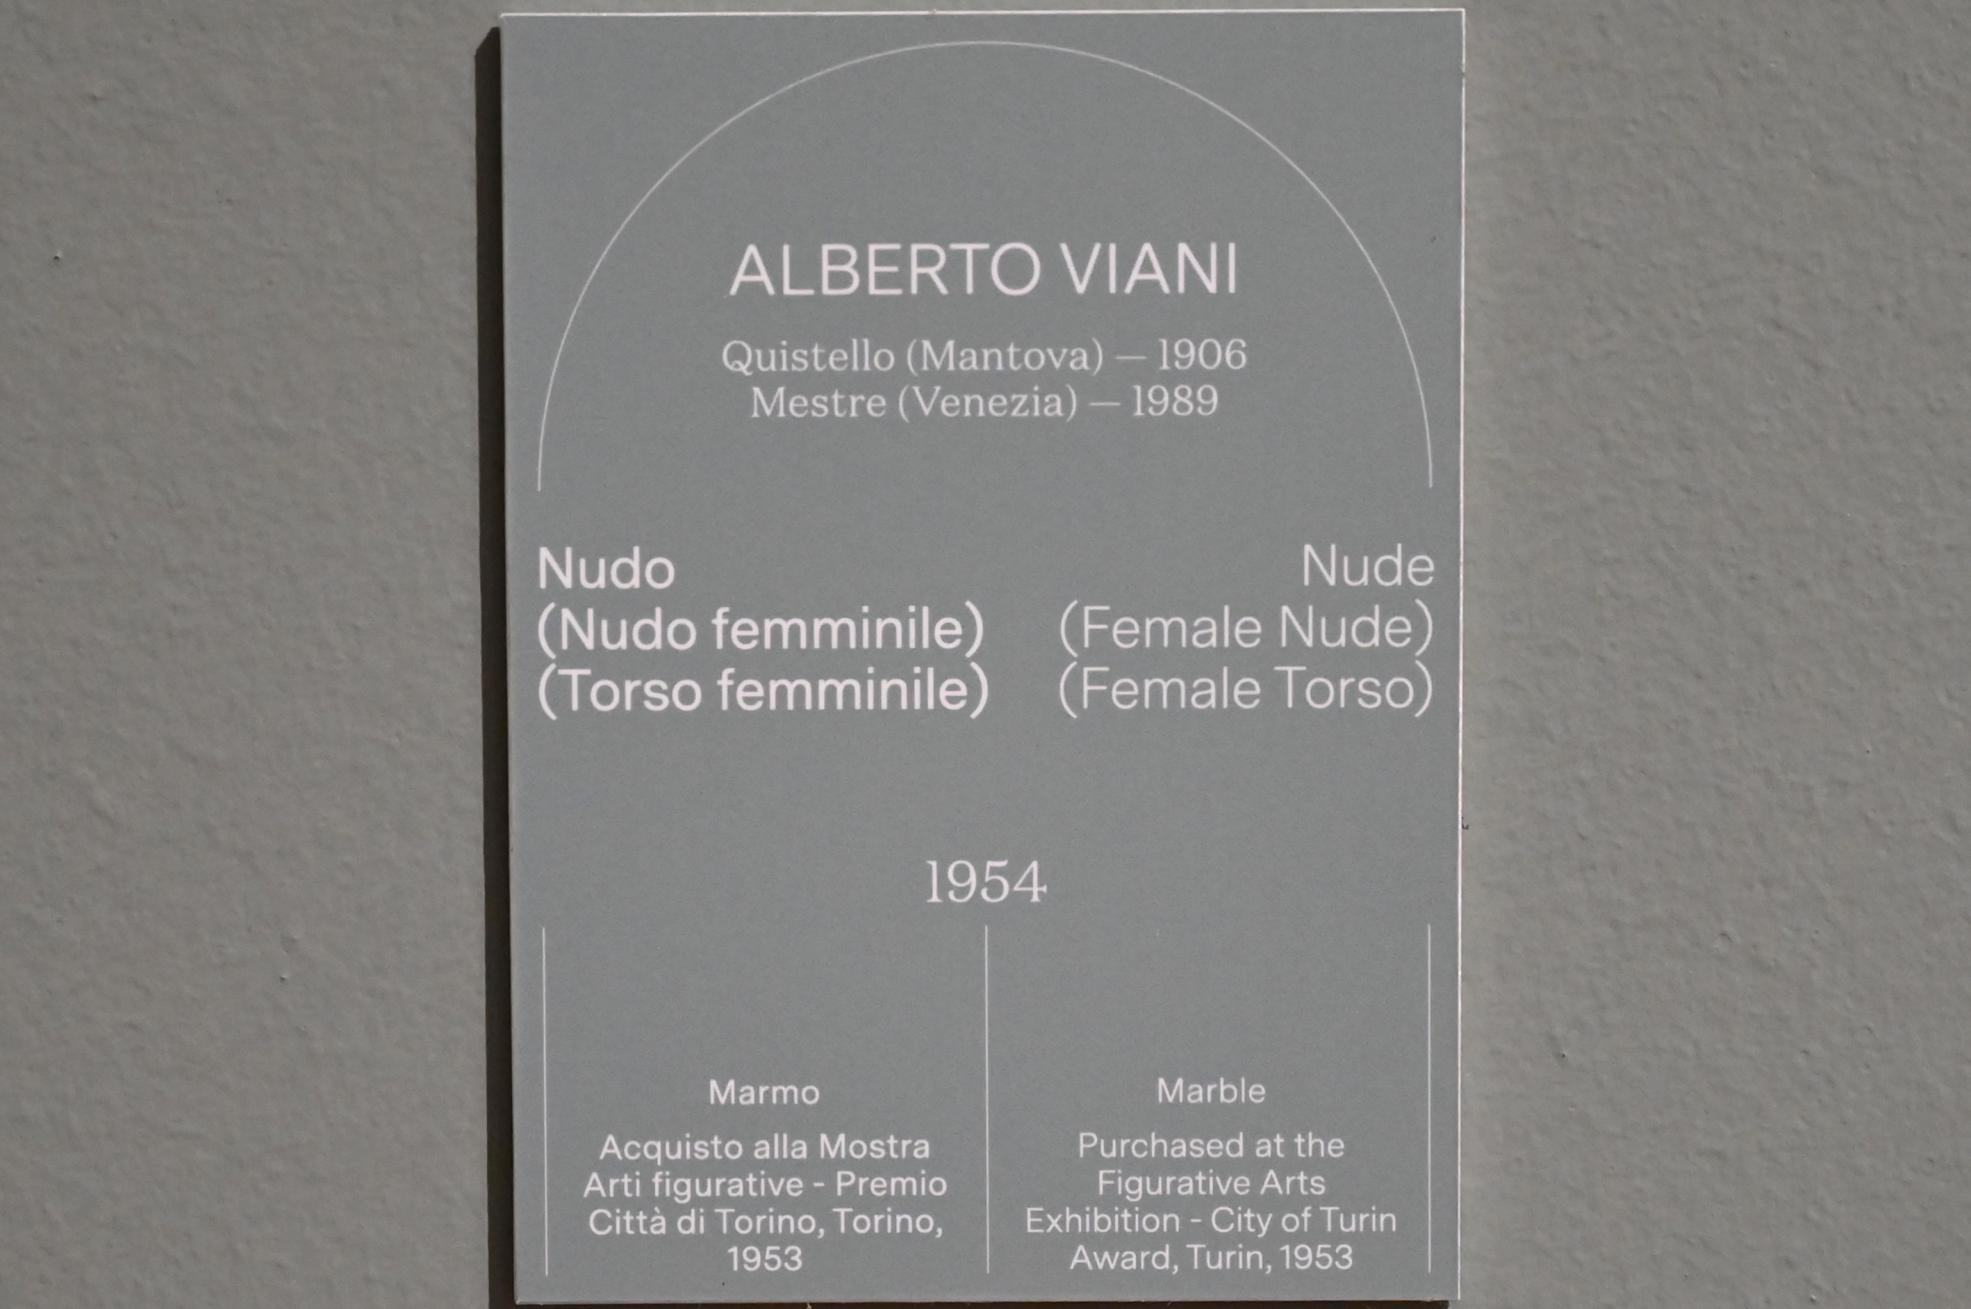 ALBERTO VIANI
Quistello (Mantova) — 1906
Mestre (Venezia) — 1989
Nudo
(Nudo femminile)
(Torso femminile)
Nude
(Female Nude)
(Female Torso)
1954
Marmo
Acquisto alla Mostra
Arti figurative - Premio
Città di Torino, Torino,
1953
Marble
Purchased at the
Figurative Arts
Exhibition - City of Turin
Award, Turin, 1953